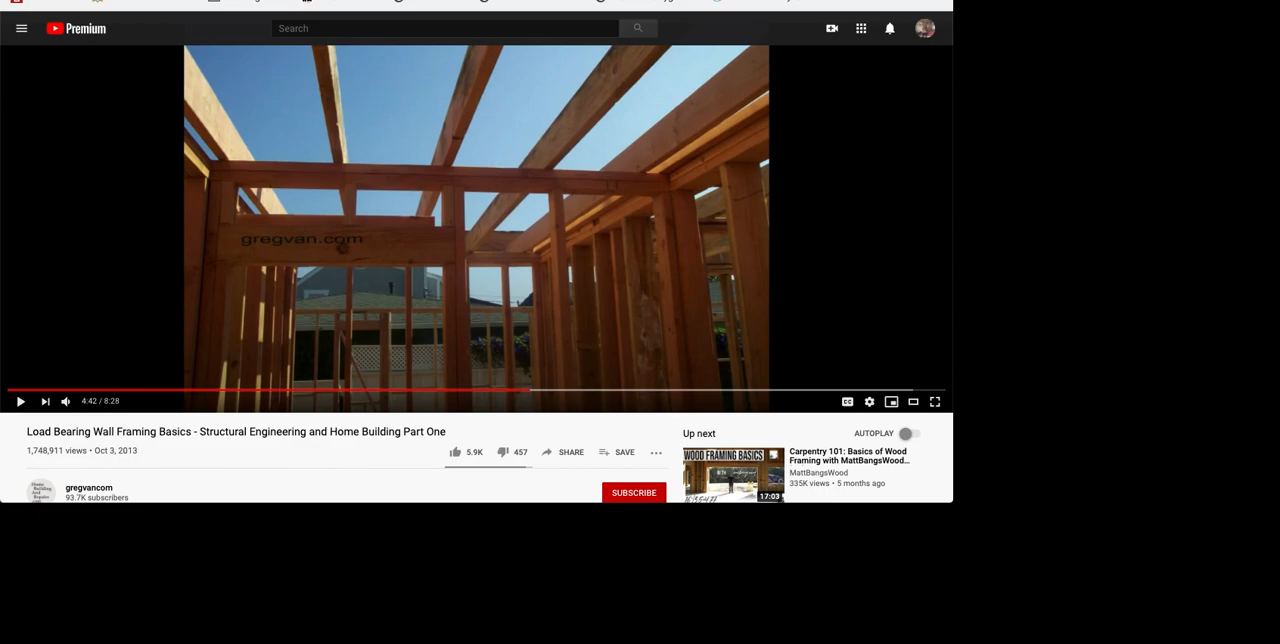 Premium
Search
gregvan.com
4:42 / 8:28
CC
Load Bearing Wall Framing Basics - Structural Engineering and Home Building Part One
1,748,911 views • Oct 3, 2013
5.9K
457
SHARE
SAVE
gregvancom
93.7K subscribers
SUBSCRIBE
Up next
AUTOPLAY
WOOD FRAMING BASICS
17:03
Carpentry 101: Basics of Wood
Framing with MattBangsWood...
MattBangsWood
335K views • 5 months ago